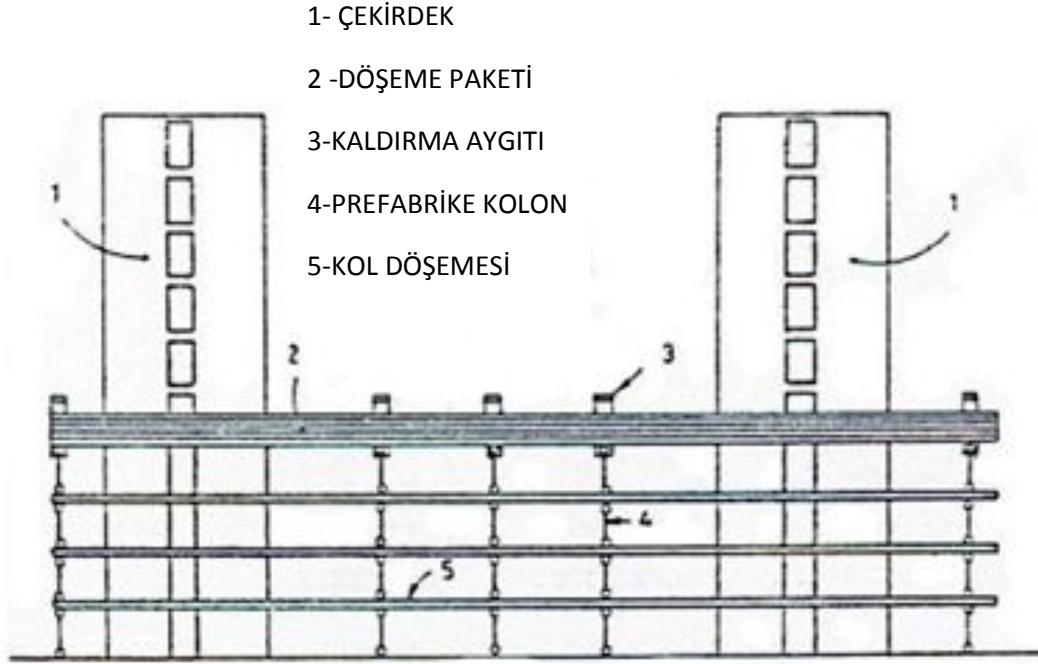 1- ÇEKİRDEK
2 -DÖŞEME PAKETİ
3-KALDIRMA AYGITI
4-PREFABRİKE KOLON
5-KOL DÖŞEMESİ
1
1
2
3
4
5